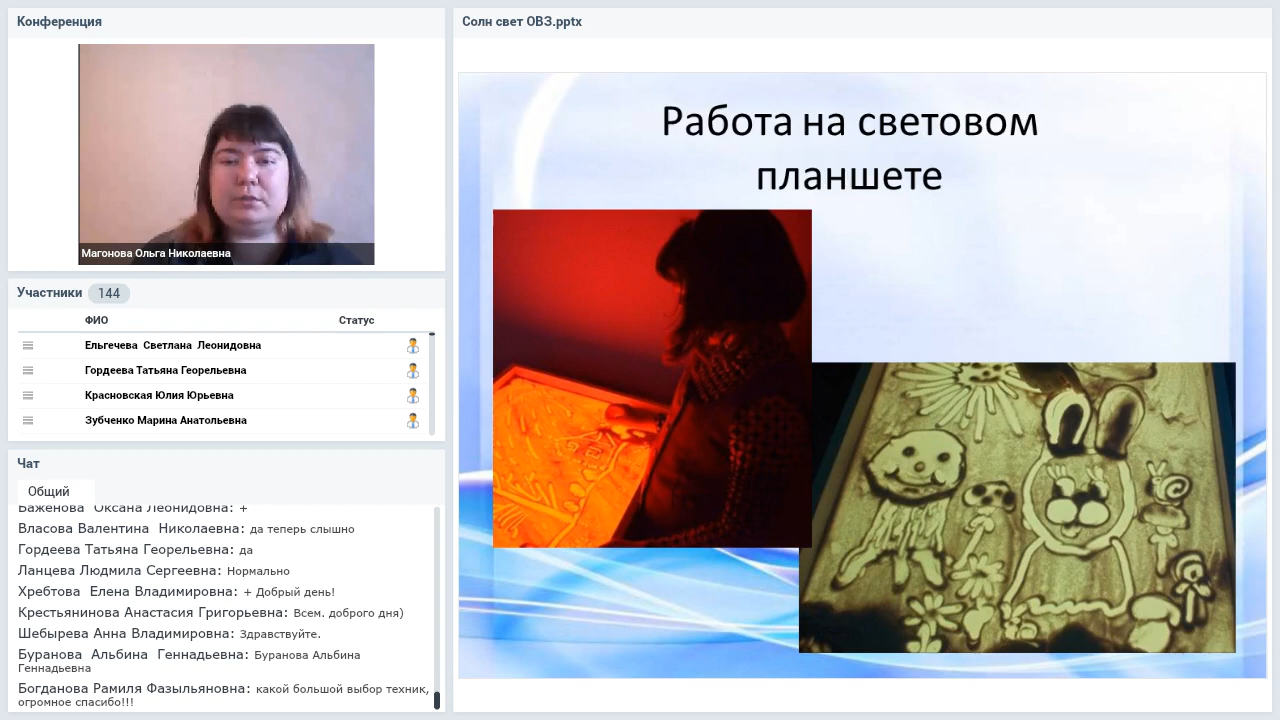 Конференция
Магонова Ольга Николаевна
Участники 144
ФИО Статус
Ельгечева Светлана Леонидовна
Гордеева Татьяна Георельевна
Красновская Юлия Юрьевна
Зубченко Марина Анатольевна
Чат
Общий
Баженова Оксана Леонидовна: +
Власова Валентина Николаевна: да теперь слышно
Гордеева Татьяна Георельевна: да
Ланцева Людмила Сергеевна: Нормально
Хребтова Елена Владимировна: + Добрый день!
Крестьянинова Анастасия Григорьевна: Всем. доброго дня)
Шебырева Анна Владимировна: Здравствуйте.
Буранова Альбина Геннадьевна: Буранова Альбина
Геннадьевна
Богданова Рамиля Фазыльяновна: какой большой выбор техник,
огромное спасибо!!!
Солн свет ОВЗ.pptx
Работа на световом
планшете